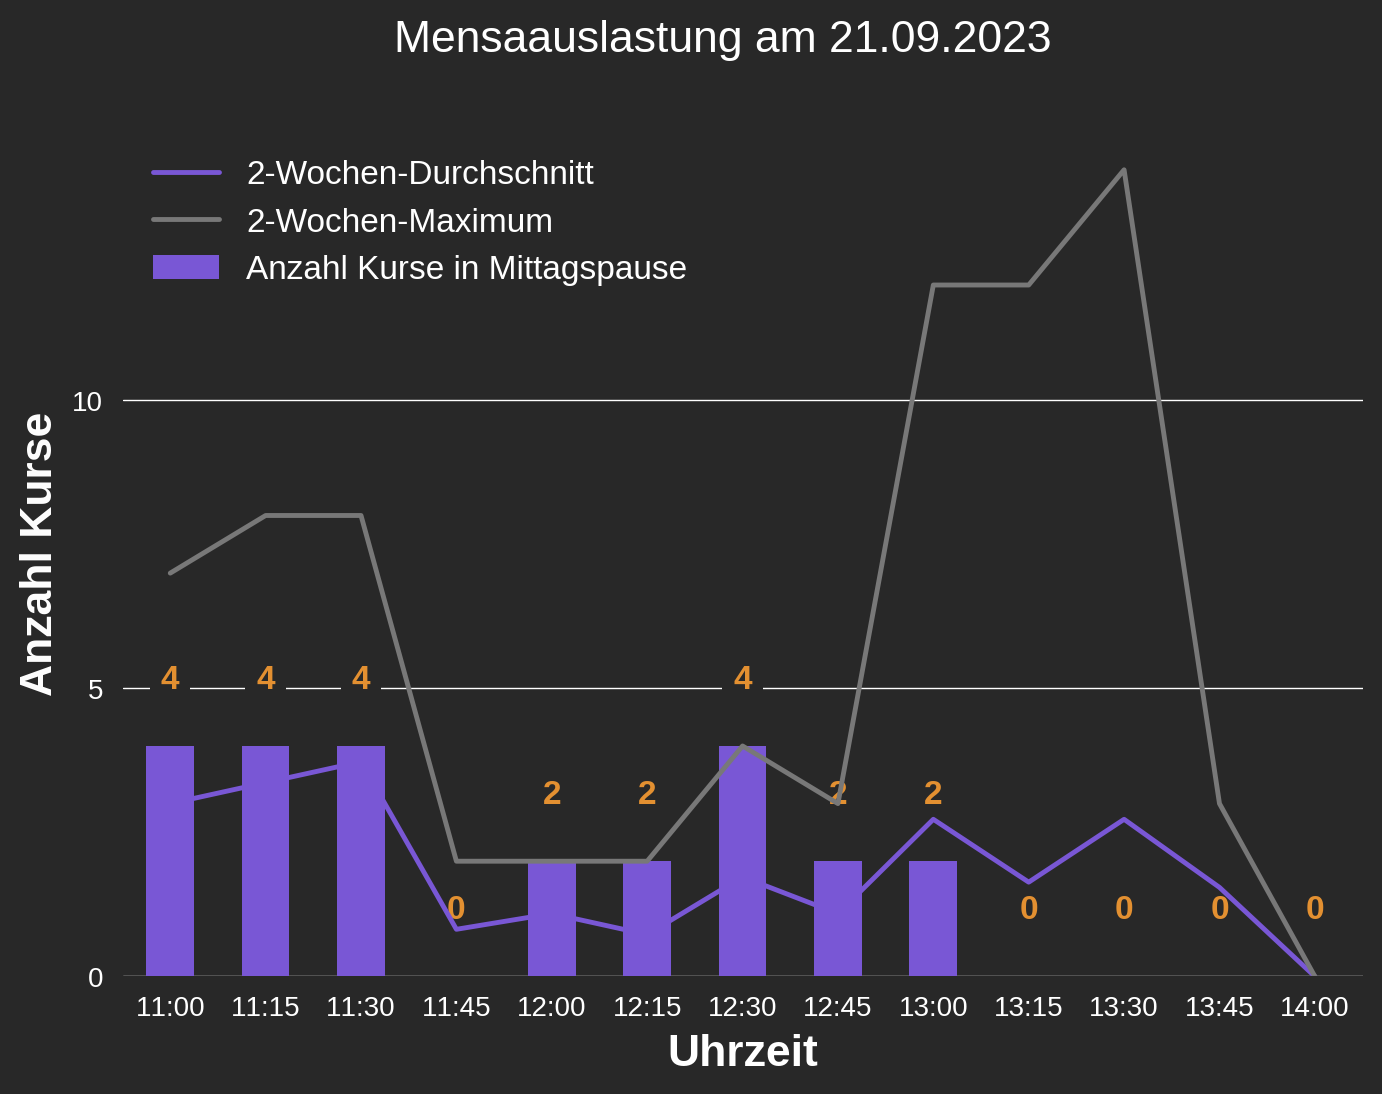 Mensaauslastung am 21.09.2023
2-Wochen-Durchschnitt
2-Wochen-Maximum
Anzahl Kurse in Mittagspause
Anzahl Kurse
10
5
0
4 4 4 0 2 2 4 2 2 0 0 0 0
11:00 11:15 11:30 11:45 12:00 12:15 12:30 12:45 13:00 13:15 13:30 13:45 14:00
Uhrzeit